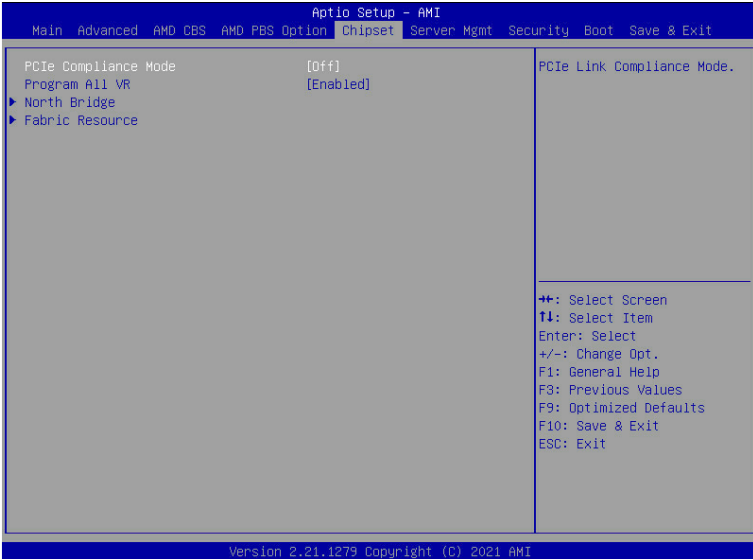 Aptio Setup – AMI
Main Advanced AMD CBS AMD PBS Option Chipset Server Mgmt Security Boot Save & Exit
PCIe Compliance Mode [Off]
Program All VR [Enabled]
North Bridge
Fabric Resource
PCIe Link Compliance Mode.
→←: Select Screen
↑↓: Select Item
Enter: Select
+/-: Change Opt.
F1: General Help
F3: Previous Values
F9: Optimized Defaults
F10: Save & Exit
ESC: Exit
Version 2.21.1279 Copyright (C) 2021 AMI